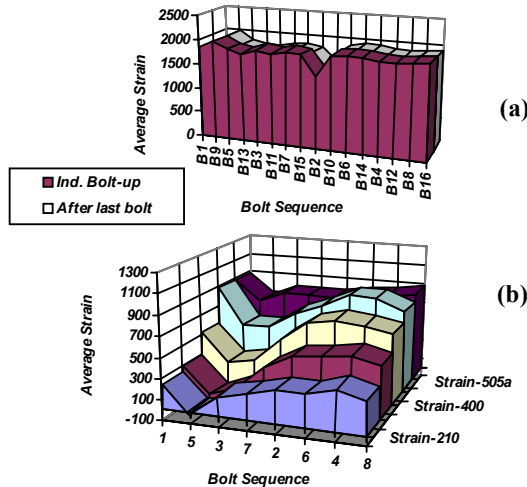 2500
2000
1500
1000
500
0
Average Strain
B1 B9 B5 B13 B3 B11 B7 B15 B2 B10 B6 B14 B4 B12 B8 B16
Bolt Sequence
(a)
Ind. Bolt-up
After last bolt
1300
1100
900
700
500
300
100
-100
Average Strain
1 5 3 7 2 6 4 8
Bolt Sequence
Strain-505a
Strain-400
Strain-210
(b)